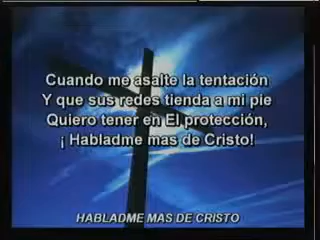 Cuando me asalte la tentación
Y que sus redes tienda a mi pie
Quiero tener en El protección,
¡ Habladme mas de Cristo!
HABLADME MAS DE CRISTO